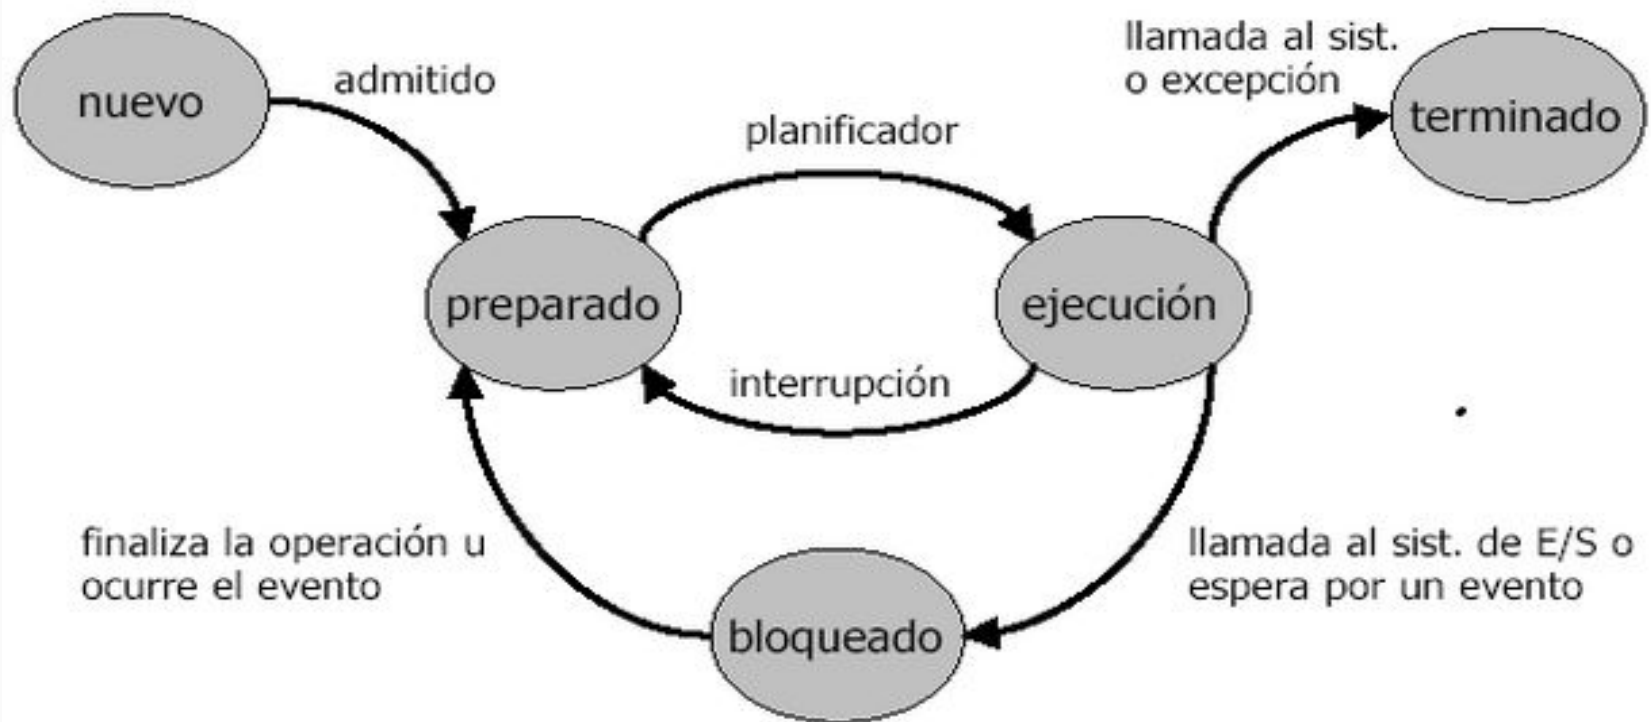 nuevo
admitido
planificador
llamada al sist.
o excepción
terminado
preparado
ejecución
interrupción
finaliza la operación u
ocurre el evento
llamada al sist. de E/S o
espera por un evento
bloqueado